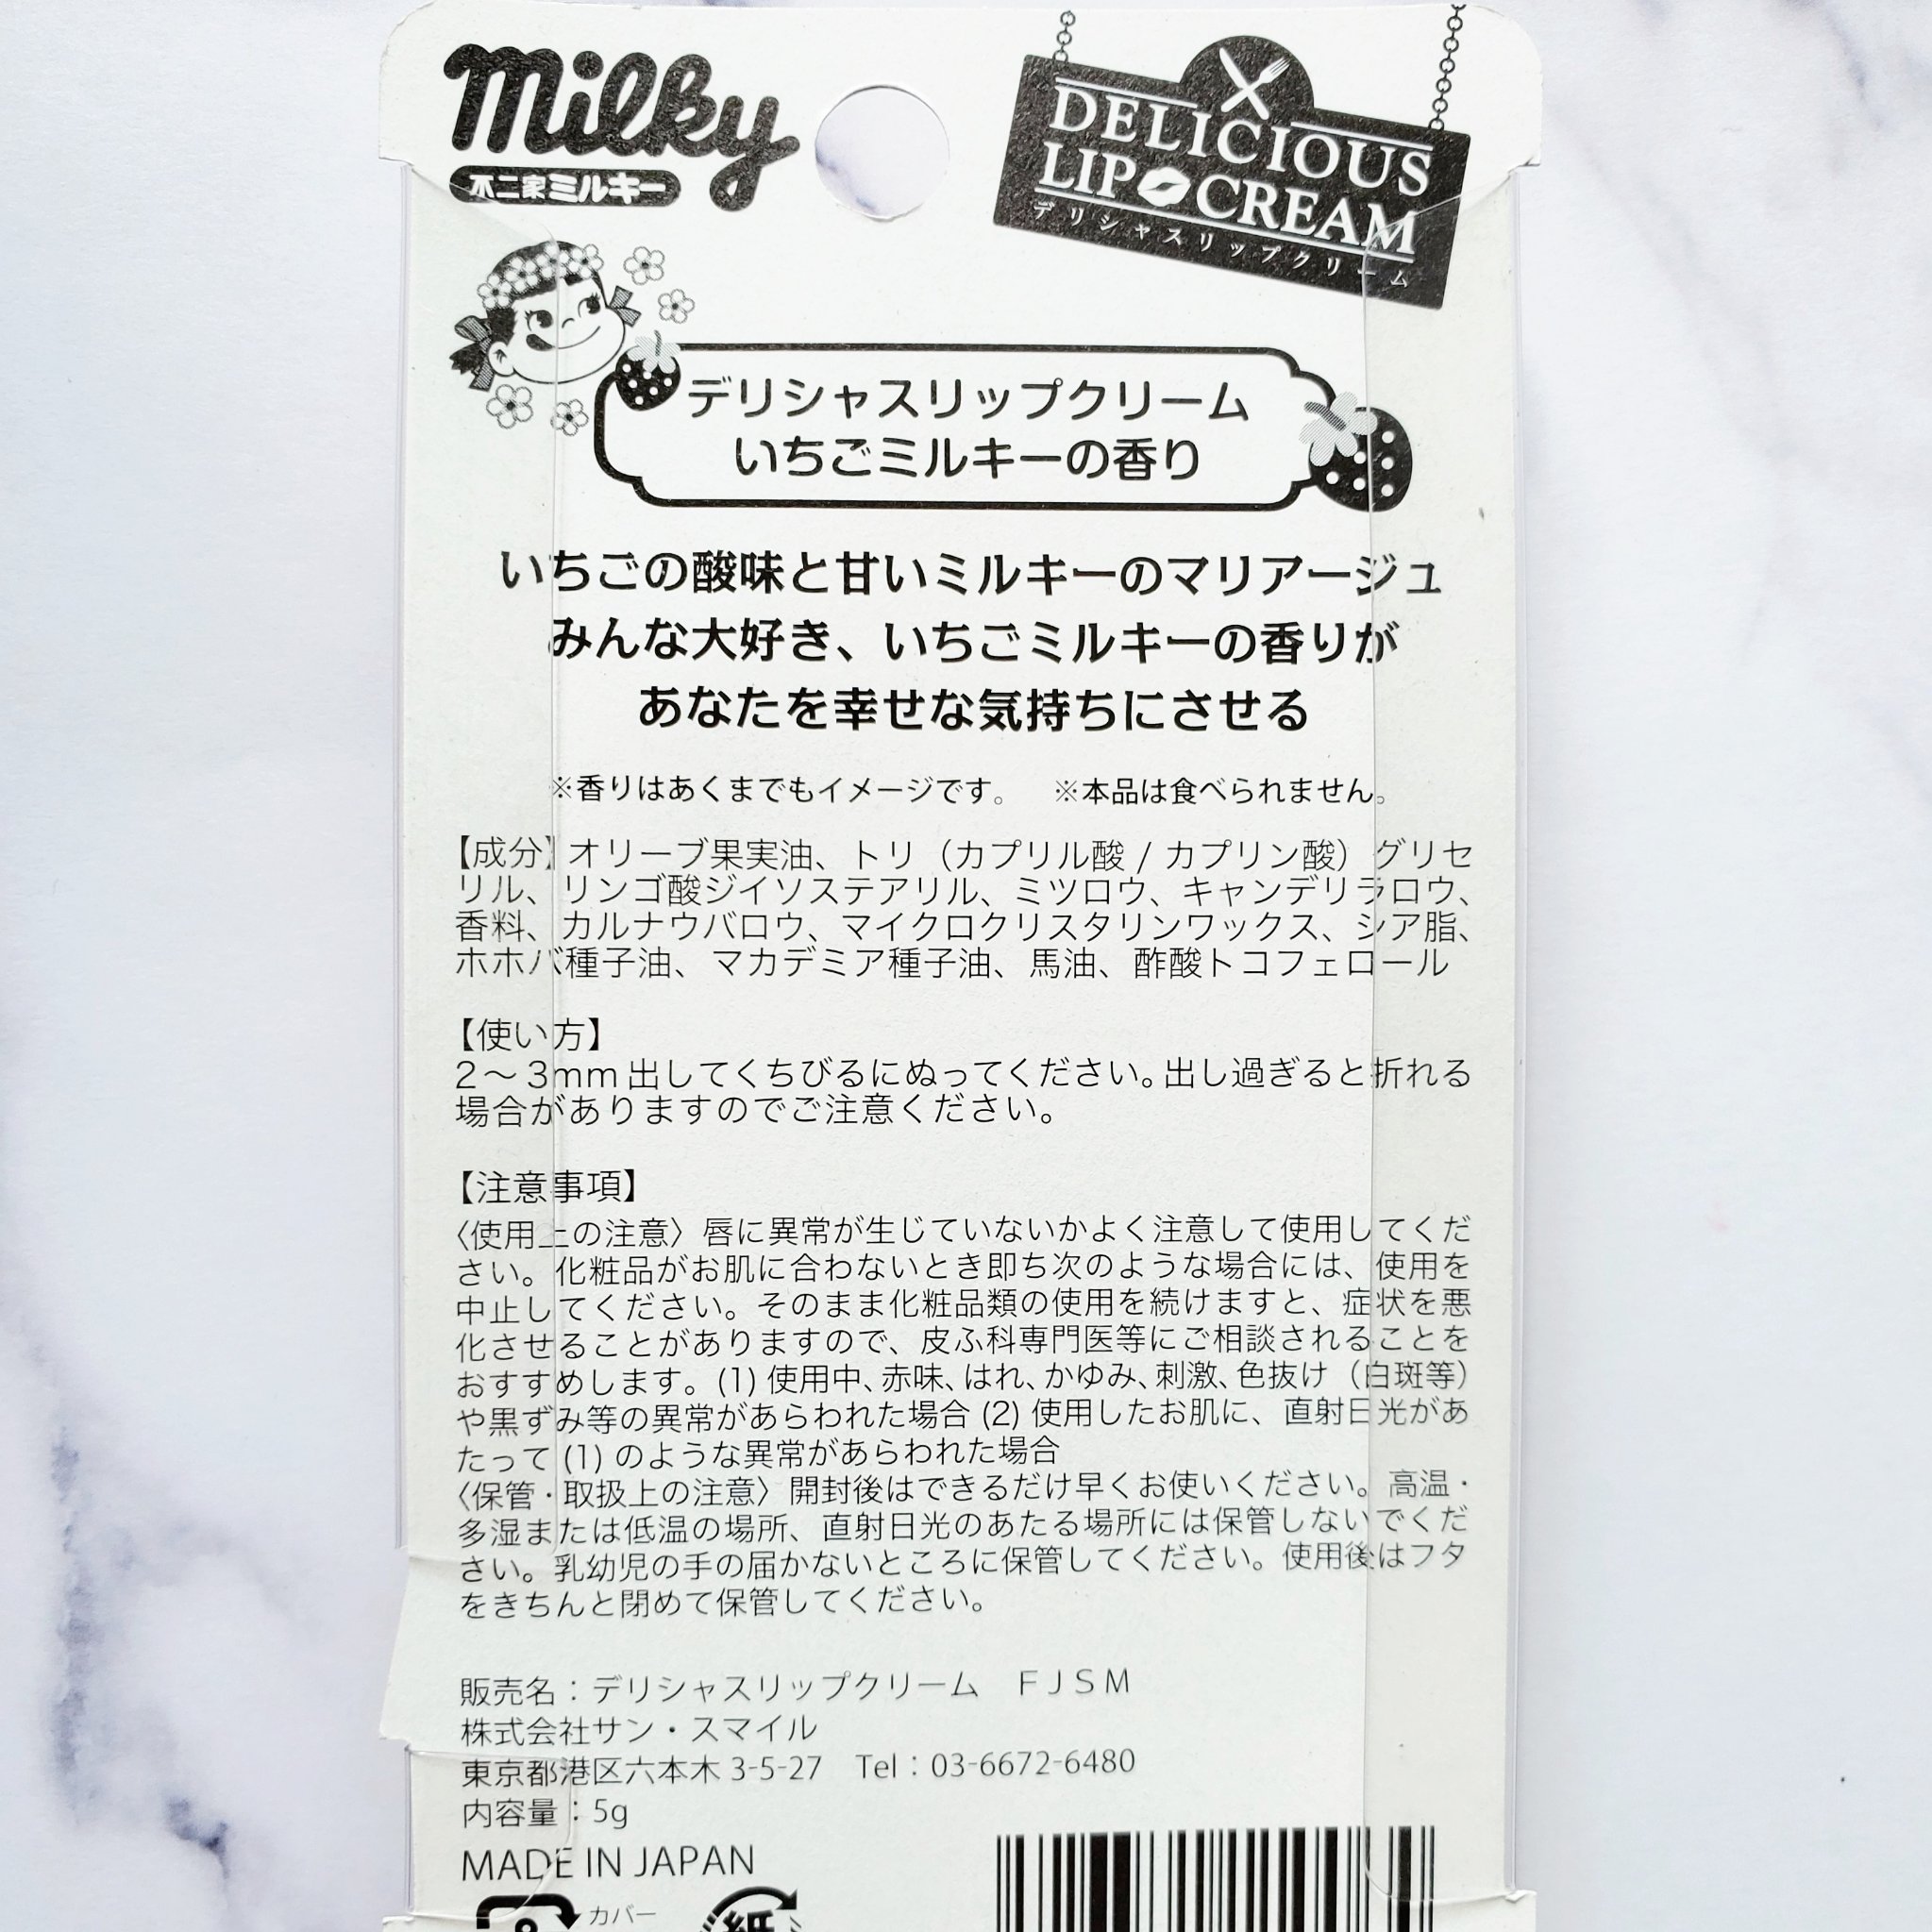 milky
不二家ミルキー
DELICIOUS
LIP CREAM
デリシャスリップクリーム
デリシャスリップクリーム
いちごミルキーの香り
いちごの酸味と甘いミルキーのマリアージュ
みんな大好き、いちごミルキーの香りが
あなたを幸せな気持ちにさせる
※香りはあくまでもイメージです。 ※本品は食べられません。
【成分】オリーブ果実油、トリ（カプリル酸 / カプリン酸）グリセ
リル、リンゴ酸ジイソステアリル、ミツロウ、キャンデリラロウ、
香料、カルナウバロウ、マイクロクリスタリンワックス、シア脂、
ホホバ種子油、マカデミア種子油、馬油、酢酸トコフェロール
【使い方】
2～3mm出してくちびるにぬってください。出し過ぎると折れる
場合がありますのでご注意ください。
【注意事項】
〈使用上の注意〉唇に異常が生じていないかよく注意して使用してくだ
さい。化粧品がお肌に合わないとき即ち次のような場合には、使用を
中止してください。そのまま化粧品類の使用を続けますと、症状を悪
化させることがありますので、皮ふ科専門医等にご相談されることを
おすすめします。(1) 使用中、赤味、はれ、かゆみ、刺激、色抜け（白斑等）
や黒ずみ等の異常があらわれた場合 (2) 使用したお肌に、直射日光があ
たって (1) のような異常があらわれた場合
〈保管・取扱上の注意〉開封後はできるだけ早くお使いください。高温・
多湿または低温の場所、直射日光のあたる場所には保管しないでくだ
さい。乳幼児の手の届かないところに保管してください。使用後はフタ
をきちんと閉めて保管してください。
販売名：デリシャスリップクリーム ＦＪＳＭ
株式会社サン・スマイル
東京都港区六本木 3-5-27 Tel：03-6672-6480
内容量：5g
MADE IN JAPAN
カバー
紙